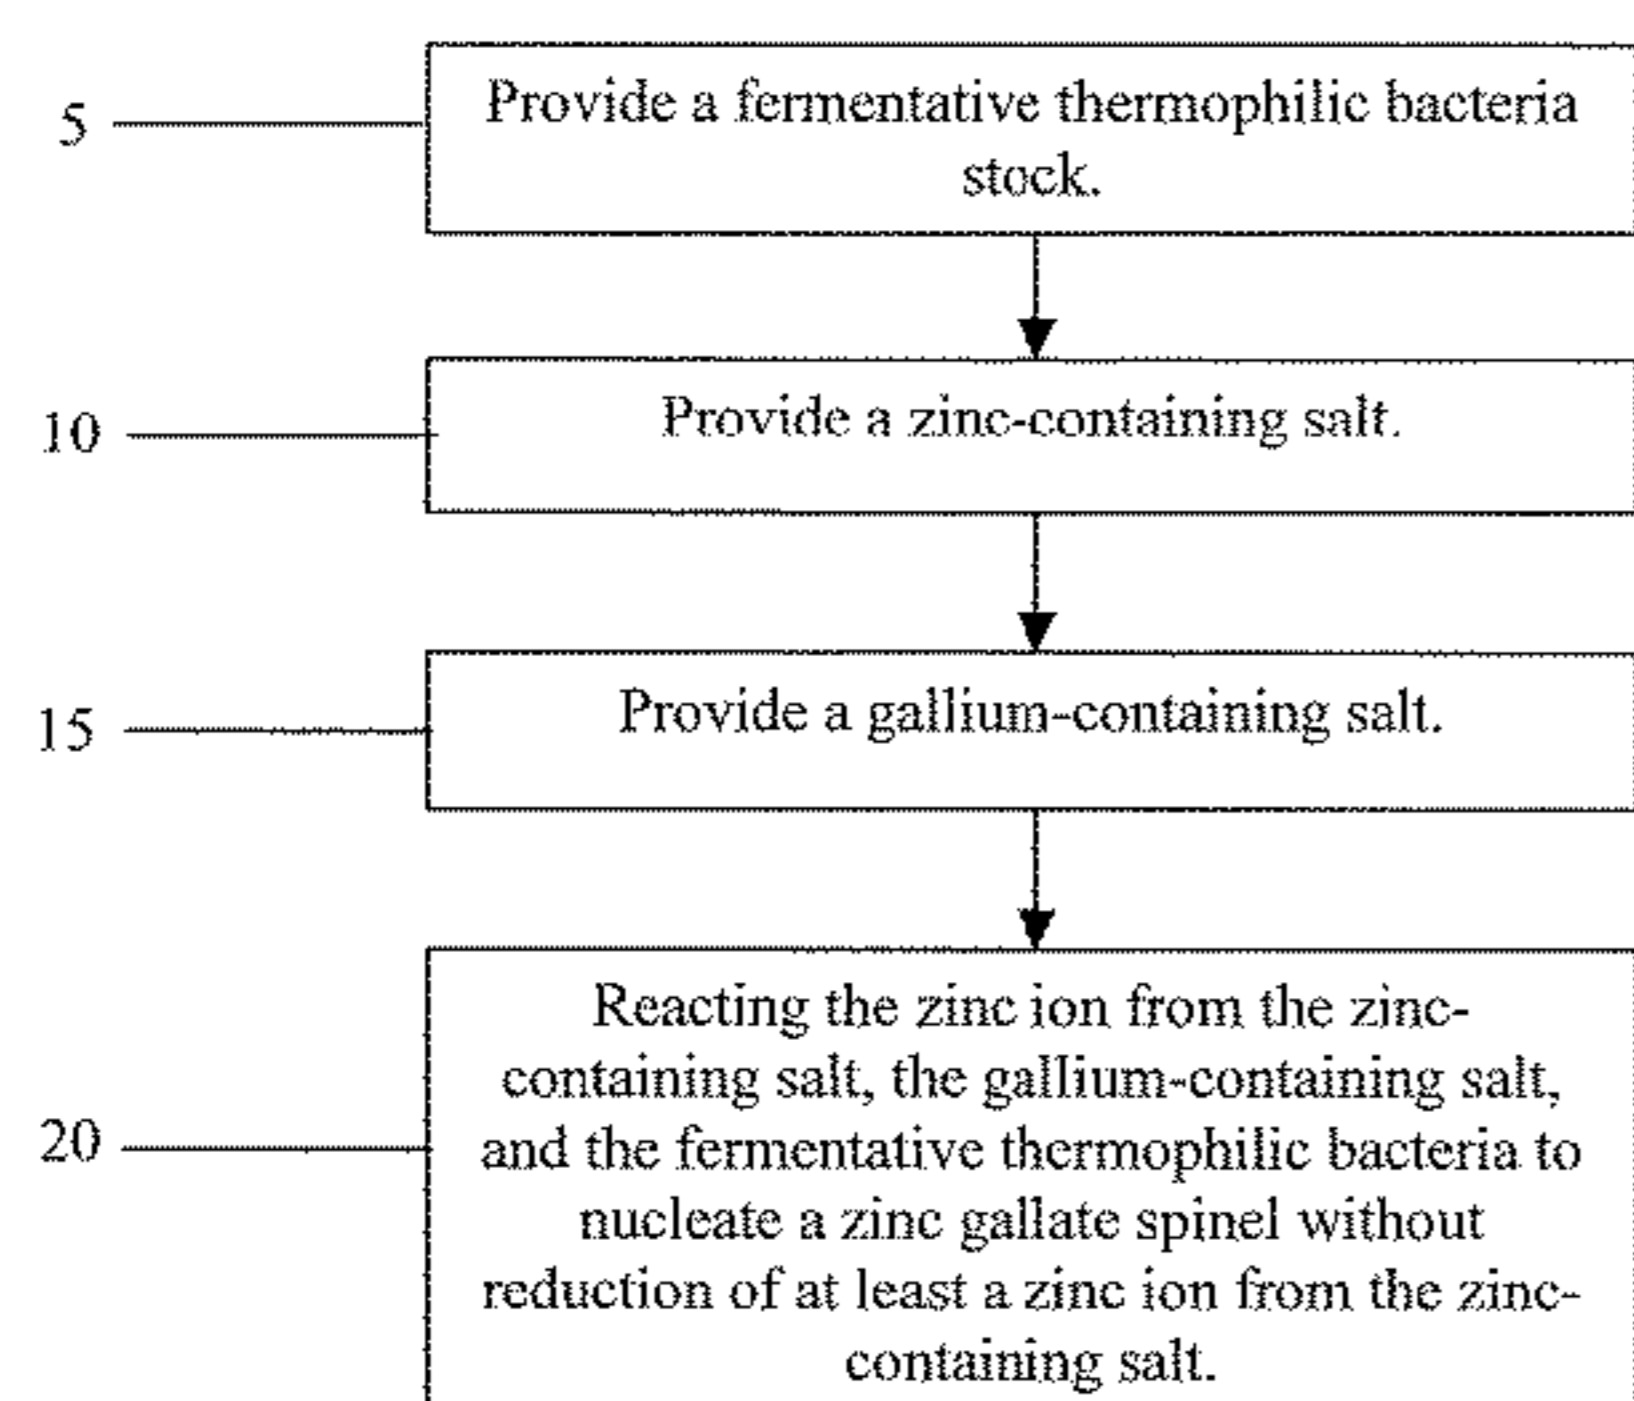 5
Provide a fermentative thermophilic bacteria
stock.
10
Provide a zinc-containing salt.
15
Provide a gallium-containing salt.
20
Reacting the zinc ion from the zinc-
containing salt, the gallium-containing salt,
and the fermentative thermophilic bacteria to
nucleate a zinc gallate spinel without
reduction of at least a zinc ion from the zinc-
containing salt.